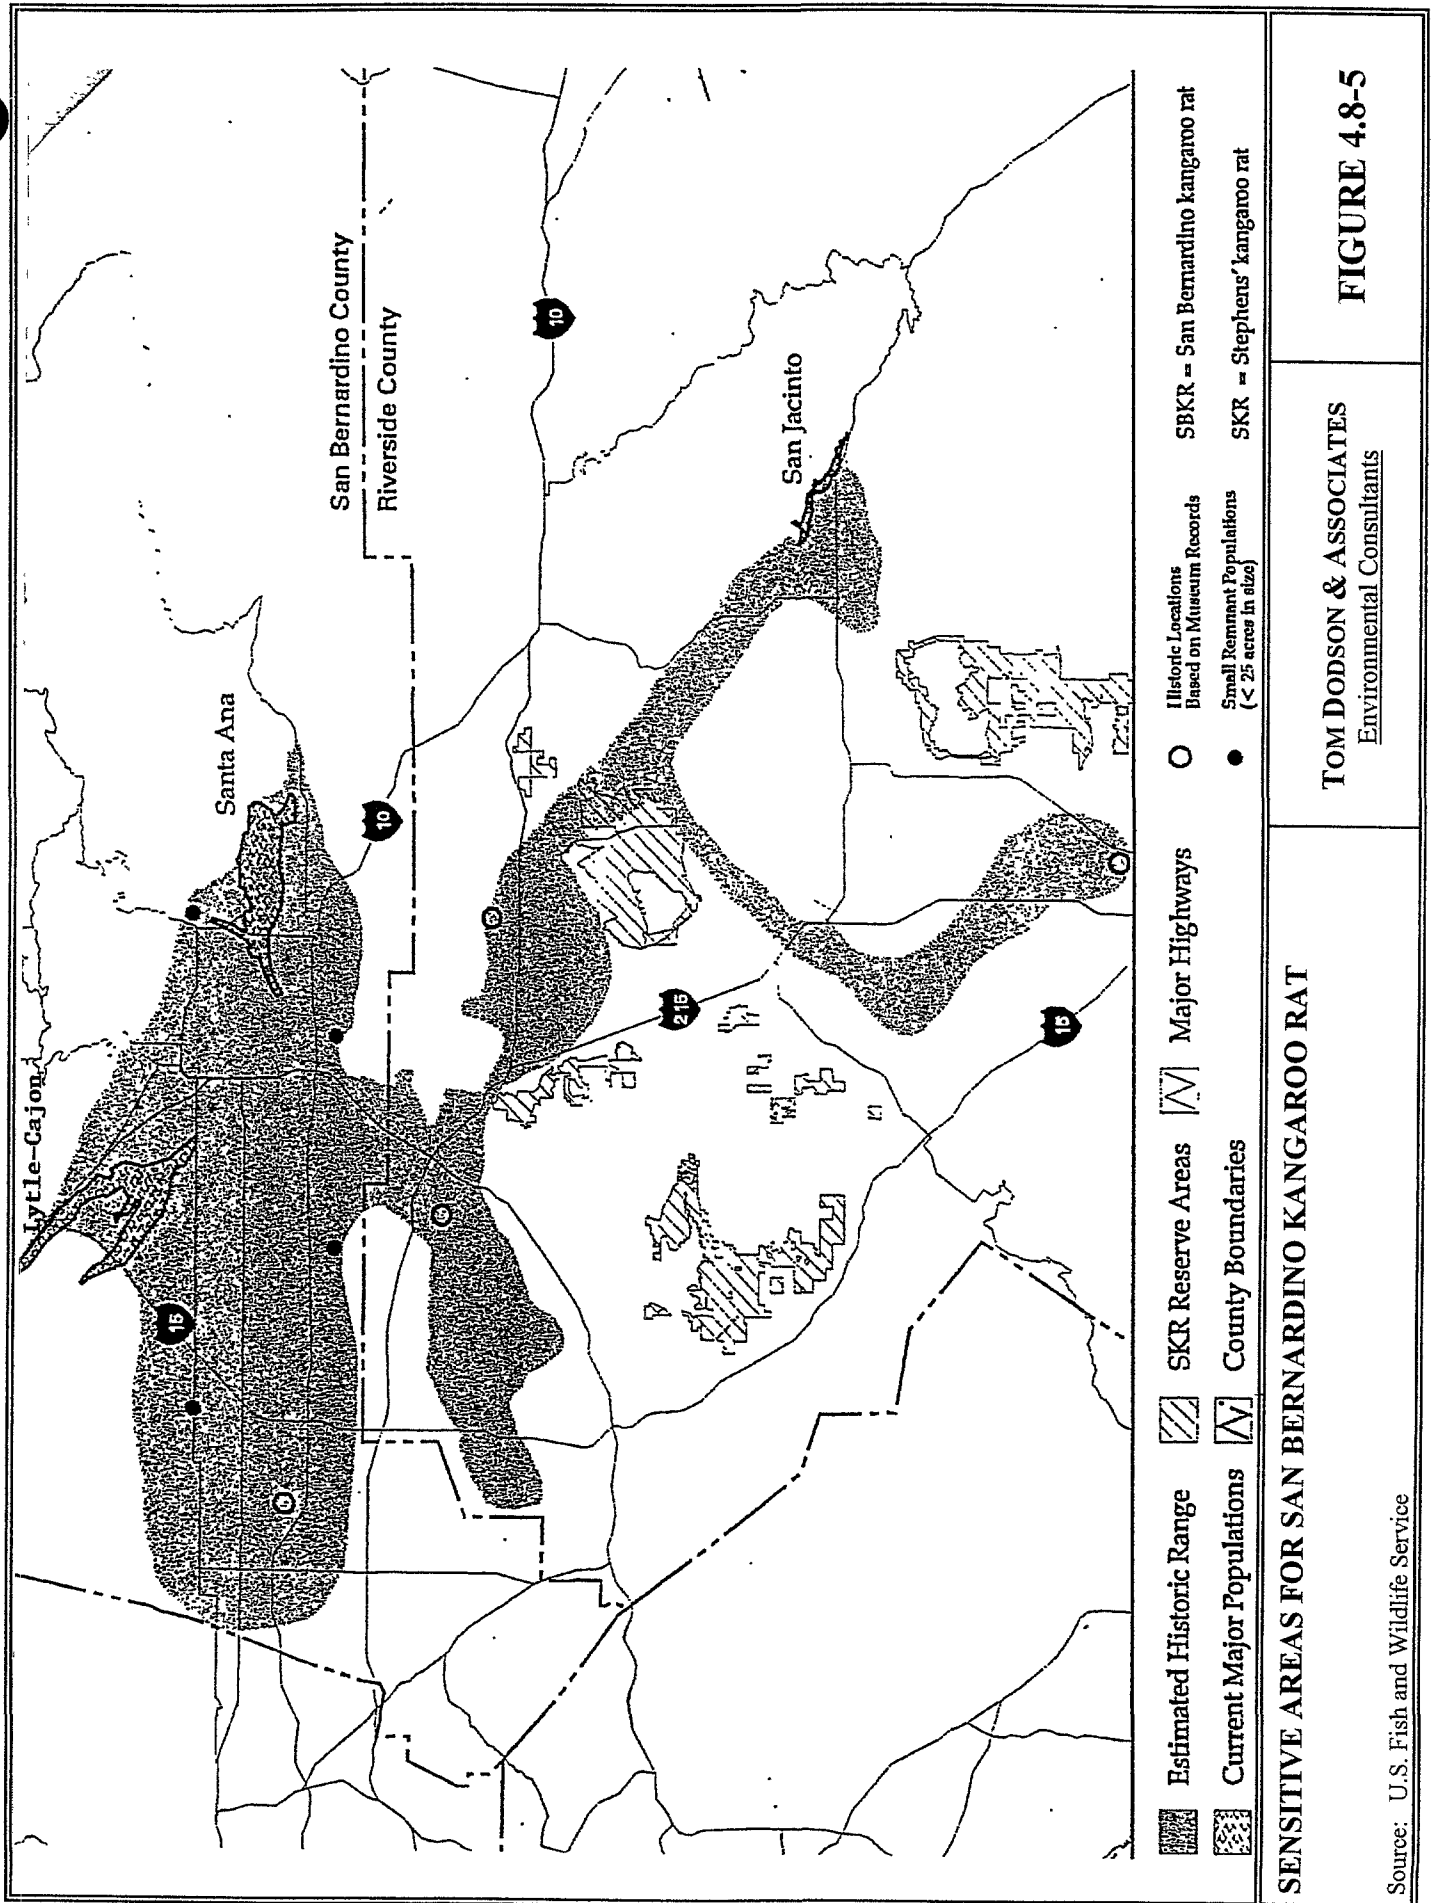 Lytle-Cajon
Santa Ana
San Bernardino County
Riverside County
San Jacinto
15
10
10
215
15
Estimated Historic Range
Current Major Populations
SKR Reserve Areas
County Boundaries
Major Highways
Historic Locations
Based on Museum Records
Small Remnant Populations
(< 25 acres in size)
SBKR = San Bernardino kangaroo rat
SKR = Stephens' kangaroo rat
SENSITIVE AREAS FOR SAN BERNARDINO KANGAROO RAT
Source: U.S. Fish and Wildlife Service
TOM DODSON & ASSOCIATES
Environmental Consultants
FIGURE 4.8-5